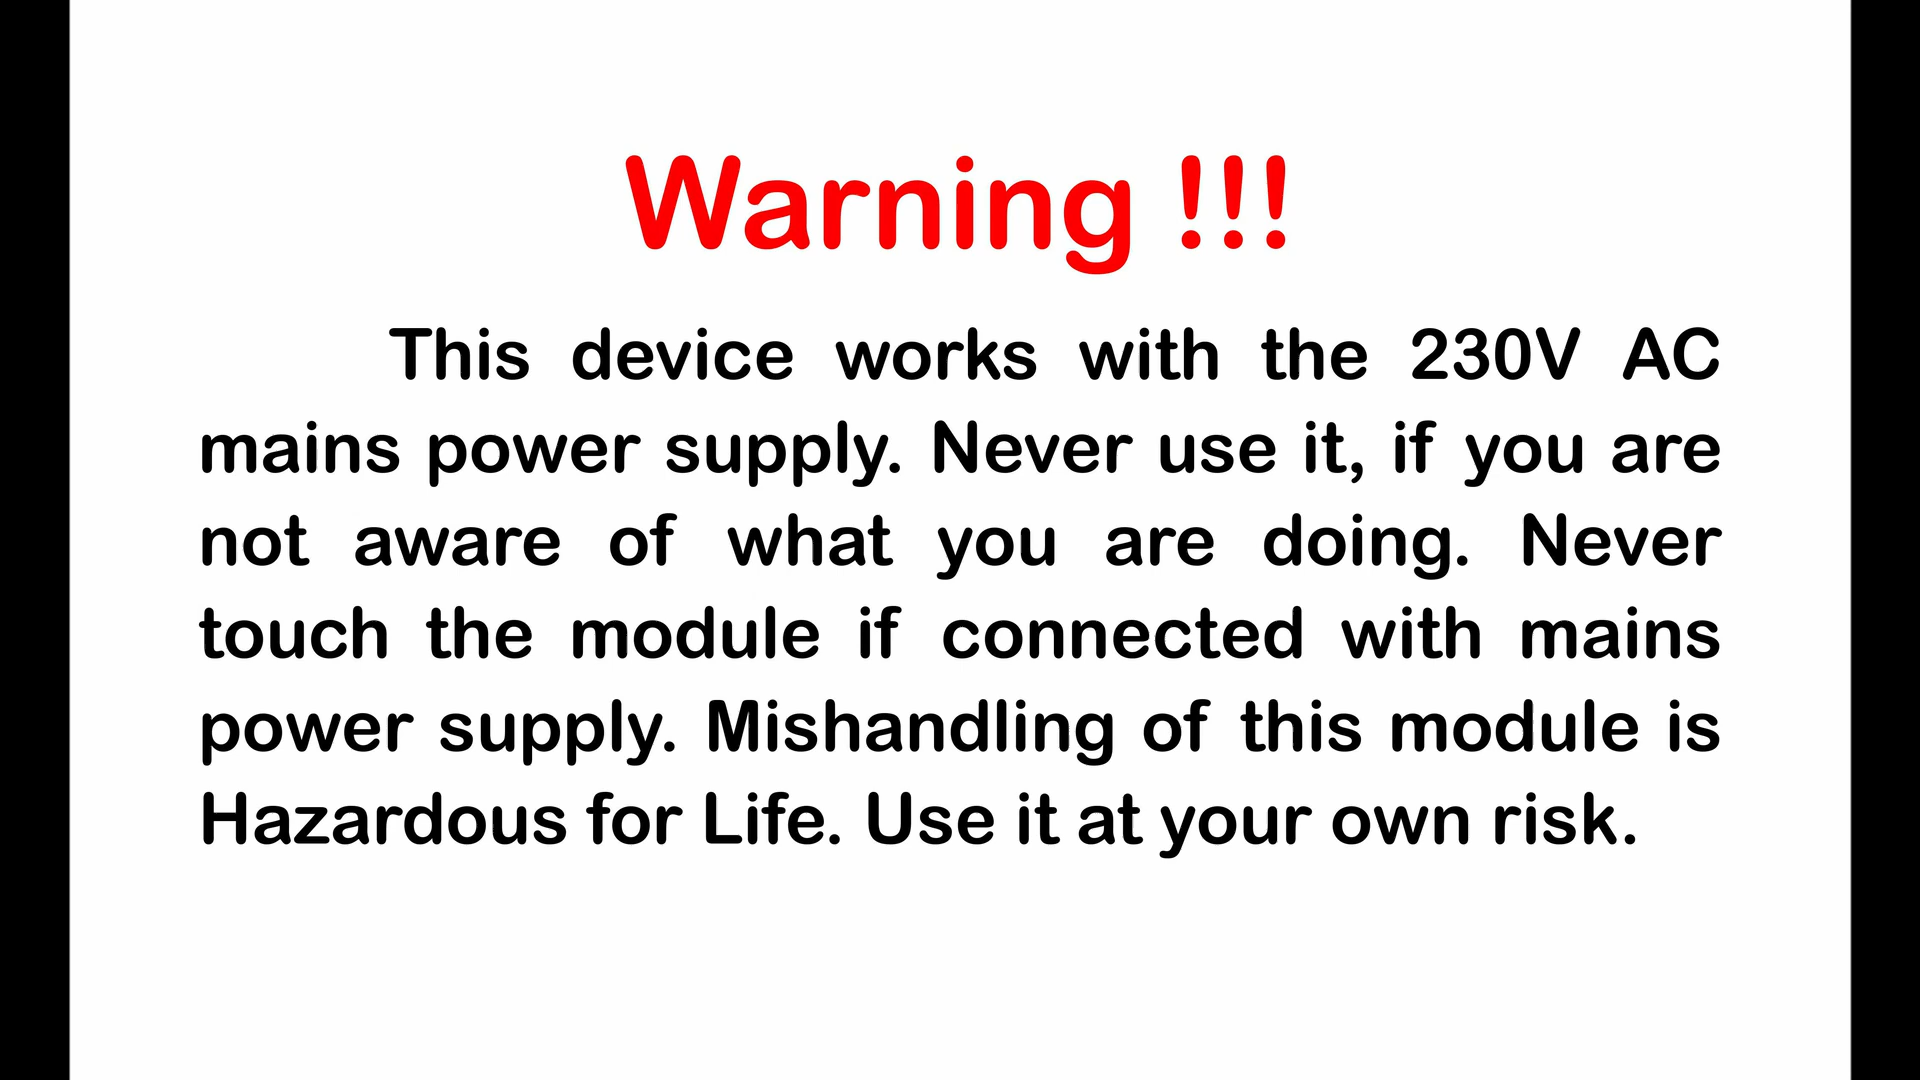 Warning !!!
This device works with the 230V AC
mains power supply. Never use it, if you are
not aware of what you are doing. Never
touch the module if connected with mains
power supply. Mishandling of this module is
Hazardous for Life. Use it at your own risk.